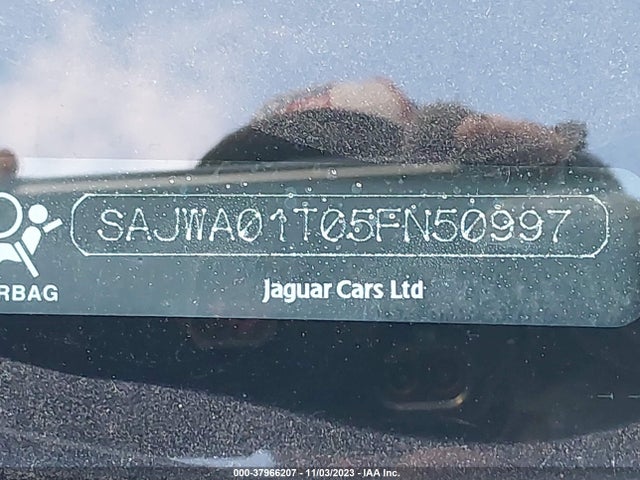 SAJWA01T05FN50997
RBAG
Jaguar Cars Ltd
000-37966207 - 11/03/2023 - IAA Inc.